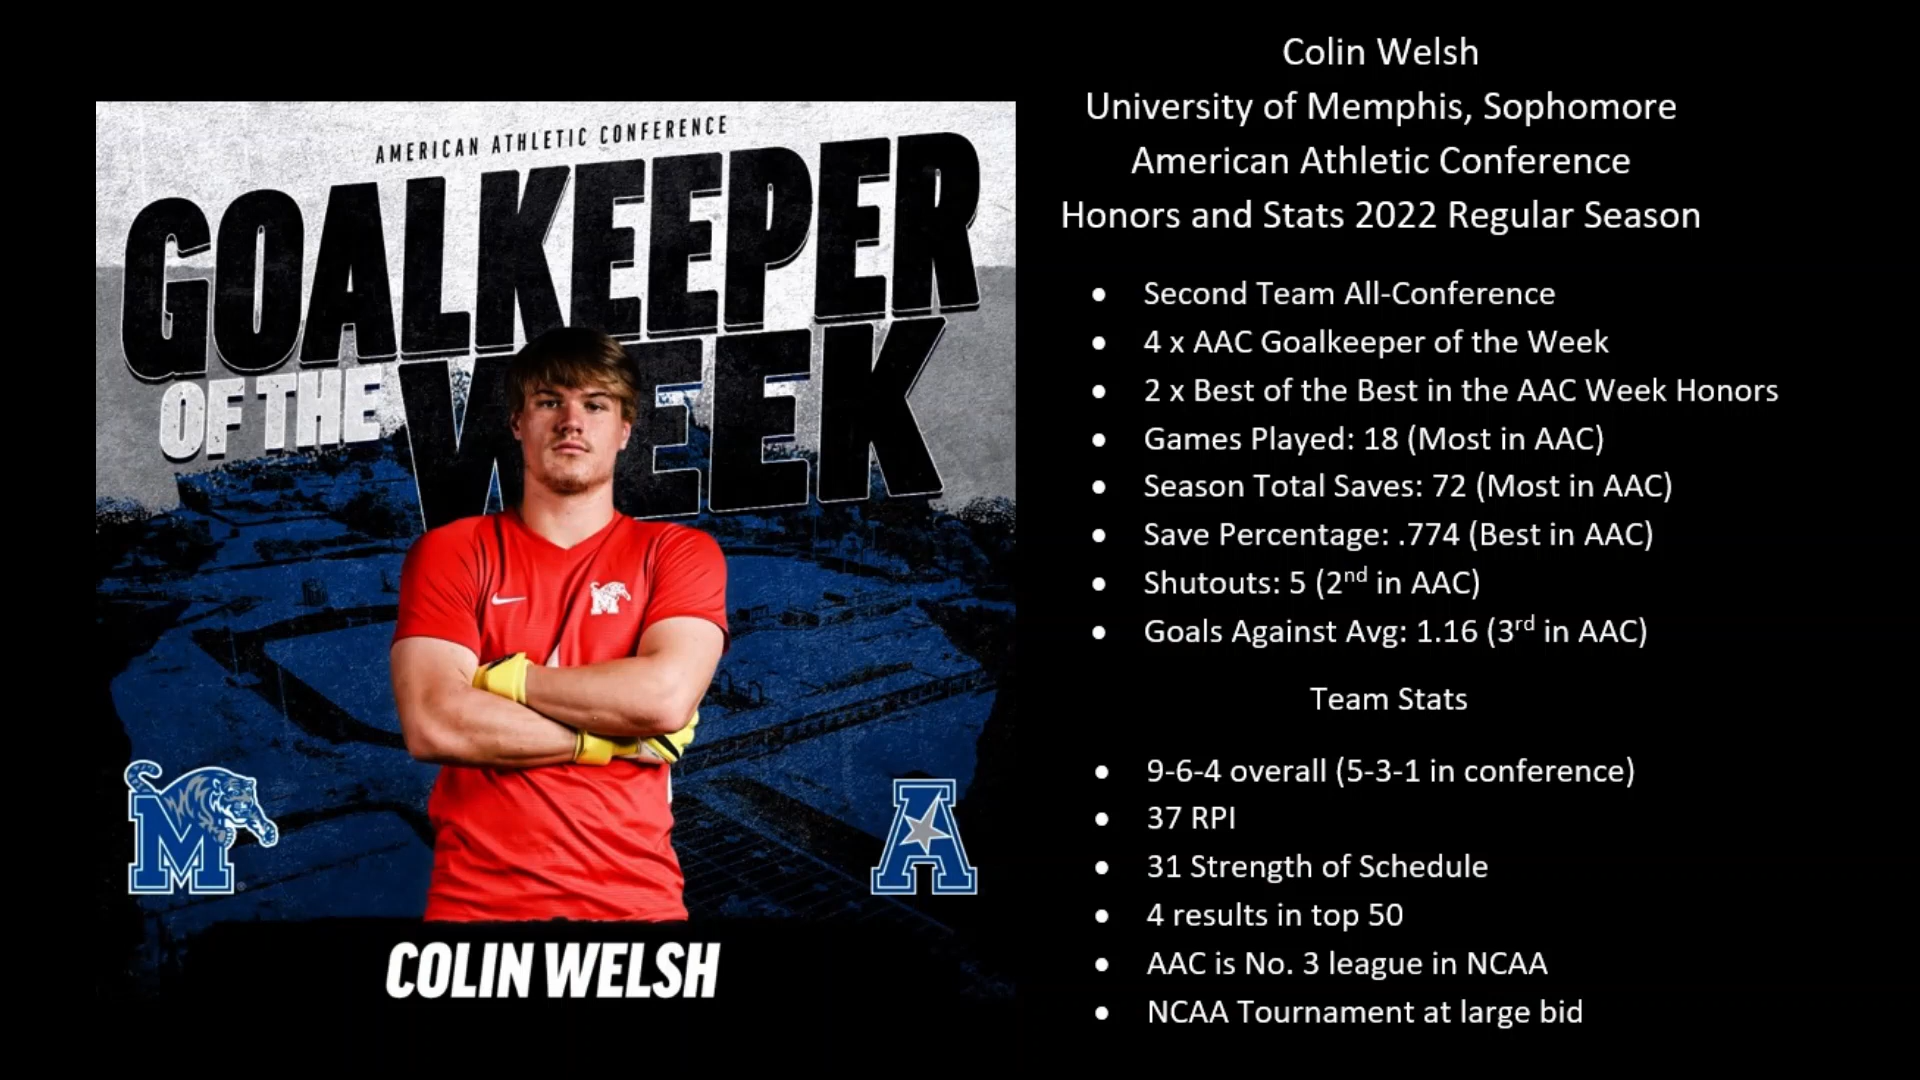 AMERICAN ATHLETIC CONFERENCE
GOALKEEPER
OF THE WEEK
M
A
COLIN WELSH
Colin Welsh
University of Memphis, Sophomore
American Athletic Conference
Honors and Stats 2022 Regular Season
• Second Team All-Conference
• 4 x AAC Goalkeeper of the Week
• 2 x Best of the Best in the AAC Week Honors
• Games Played: 18 (Most in AAC)
• Season Total Saves: 72 (Most in AAC)
• Save Percentage: .774 (Best in AAC)
• Shutouts: 5 (2nd in AAC)
• Goals Against Avg: 1.16 (3rd in AAC)
Team Stats
• 9-6-4 overall (5-3-1 in conference)
• 37 RPI
• 31 Strength of Schedule
• 4 results in top 50
• AAC is No. 3 league in NCAA
• NCAA Tournament at large bid